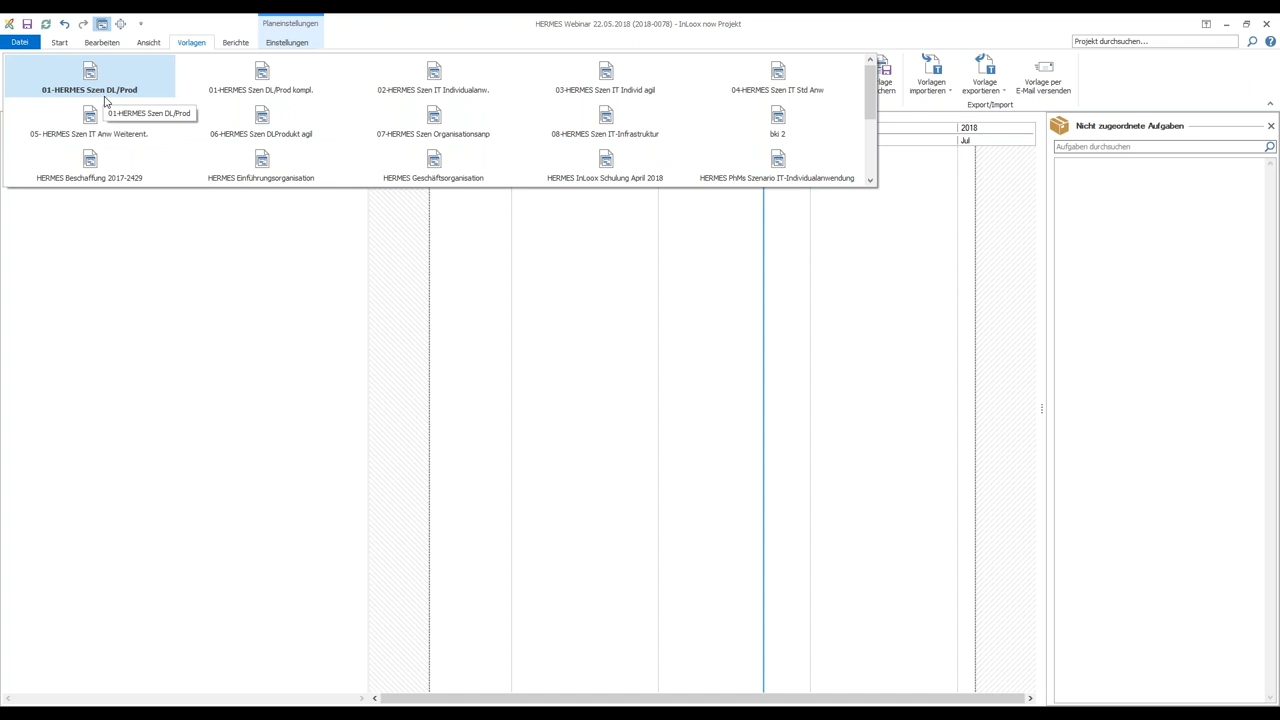 Planeinstellungen
HERMES Webinar 22.05.2018 (2018-0078) - InLoox now Projekt
Datei Start Bearbeiten Ansicht Vorlagen Berichte Einstellungen
Projekt durchsuchen...
01-HERMES Szen DL/Prod
01-HERMES Szen DL/Prod kompl.
02-HERMES Szen IT Individualanw.
03-HERMES Szen IT Individ agil
04-HERMES Szen IT Std Anw
01-HERMES Szen DL/Prod
05- HERMES Szen IT Anw Weiterent.
06-HERMES Szen DLProdukt agil
07-HERMES Szen Organisationsanp
08-HERMES Szen IT-Infrastruktur
bki 2
HERMES Beschaffung 2017-2429
HERMES Einführungsorganisation
HERMES Geschäftsorganisation
HERMES InLoox Schulung April 2018
HERMES PhMs Szenario IT-Individualanwendung
Vorlagen importieren
Vorlagen exportieren
Vorlage per E-Mail versenden
Export/Import
2018
Jul
Nicht zugeordnete Aufgaben
Aufgaben durchsuchen